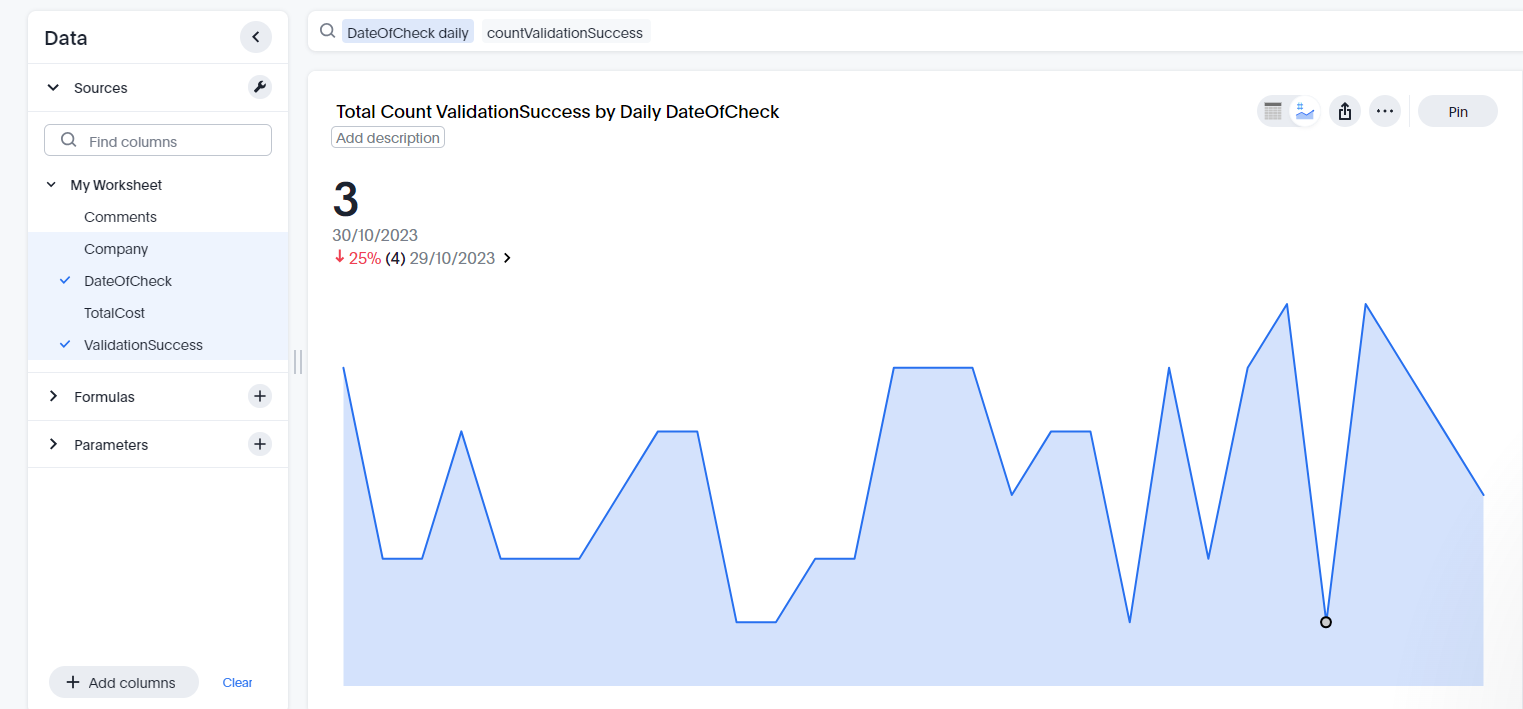 Data
Sources
Find columns
My Worksheet
Comments
Company
DateOfCheck
TotalCost
ValidationSuccess
Formulas
Parameters
Add columns Clear
DateOfCheck daily countValidationSuccess
Total Count ValidationSuccess by Daily DateOfCheck
Add description
Pin
3
30/10/2023
25% (4) 29/10/2023